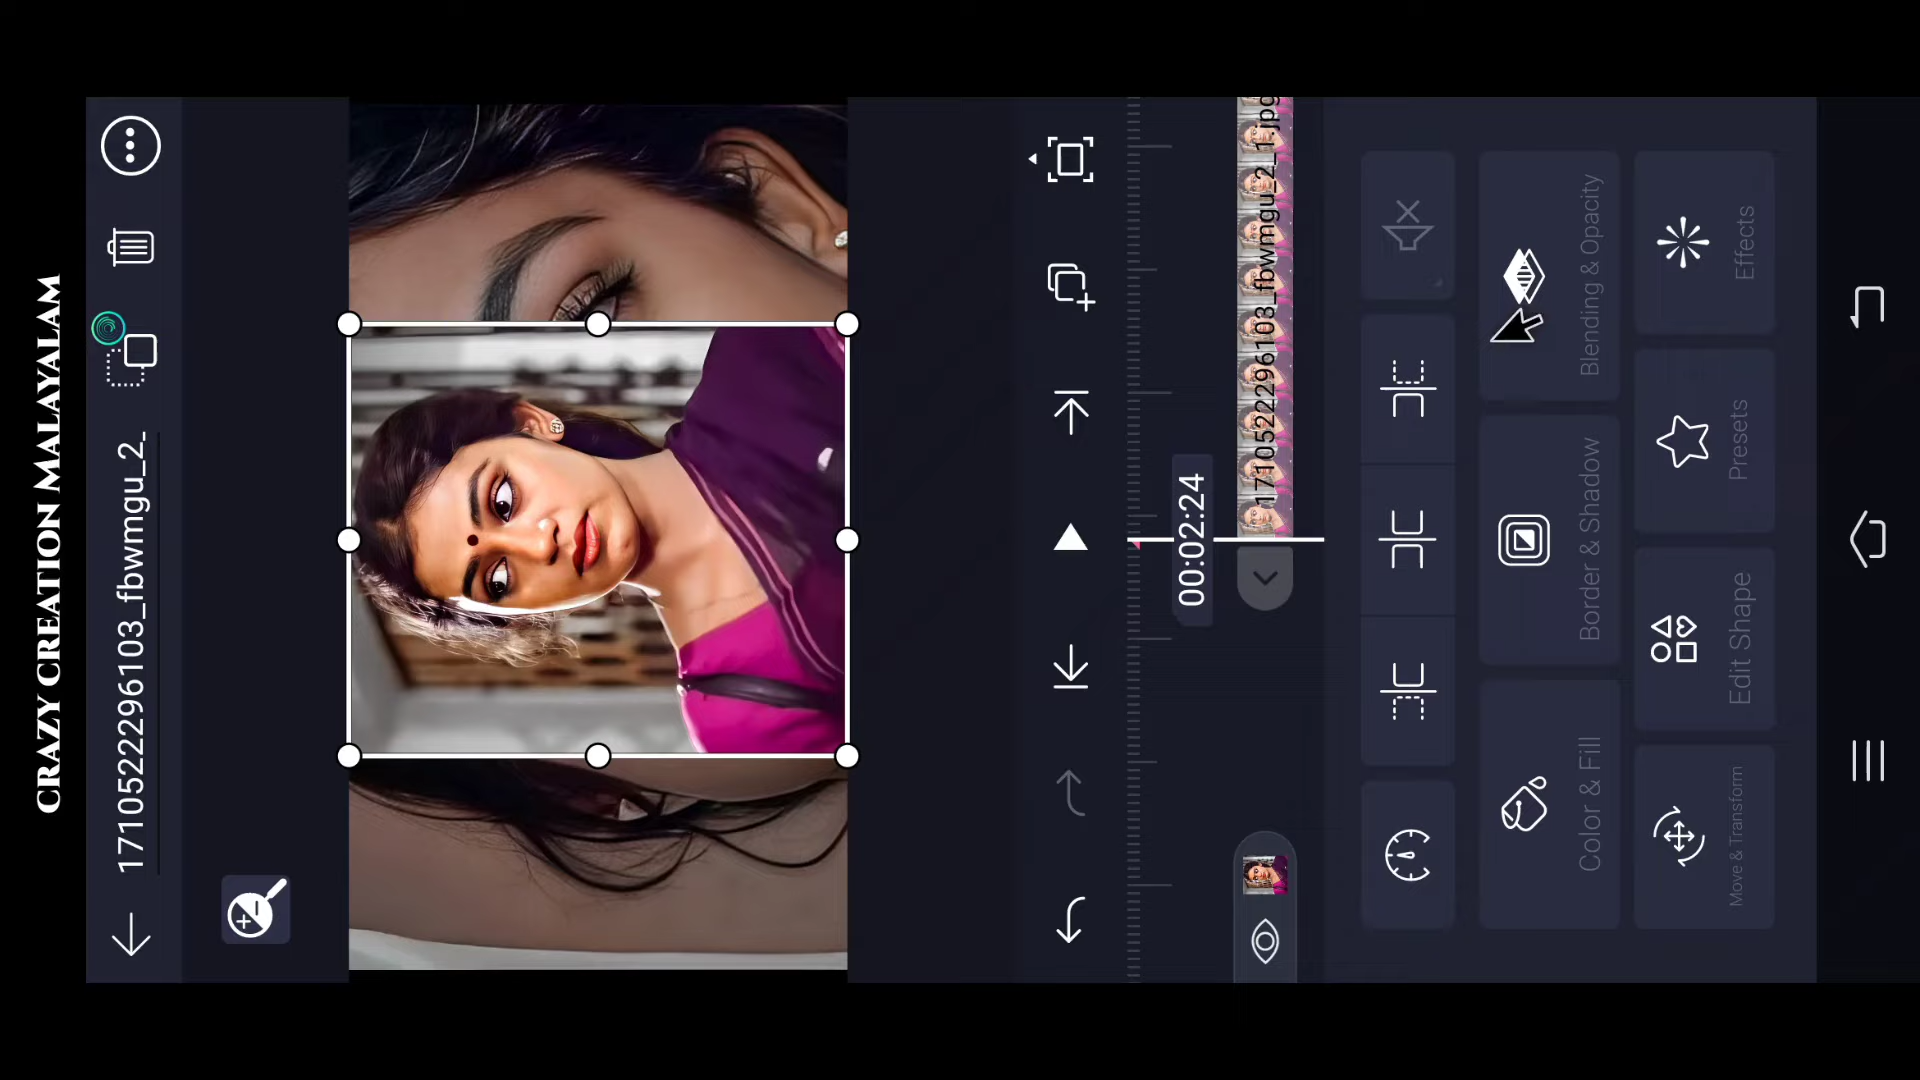 CRAZY CREATION MALAYALAM
1710522296103_fbwmgu_2_
00:02:24
1710522296103_fbwmgu_2_1.jpg
Color & Fill
Border & Shadow
Blending & Opacity
Move & Transform
Edit Shape
Presets
Effects